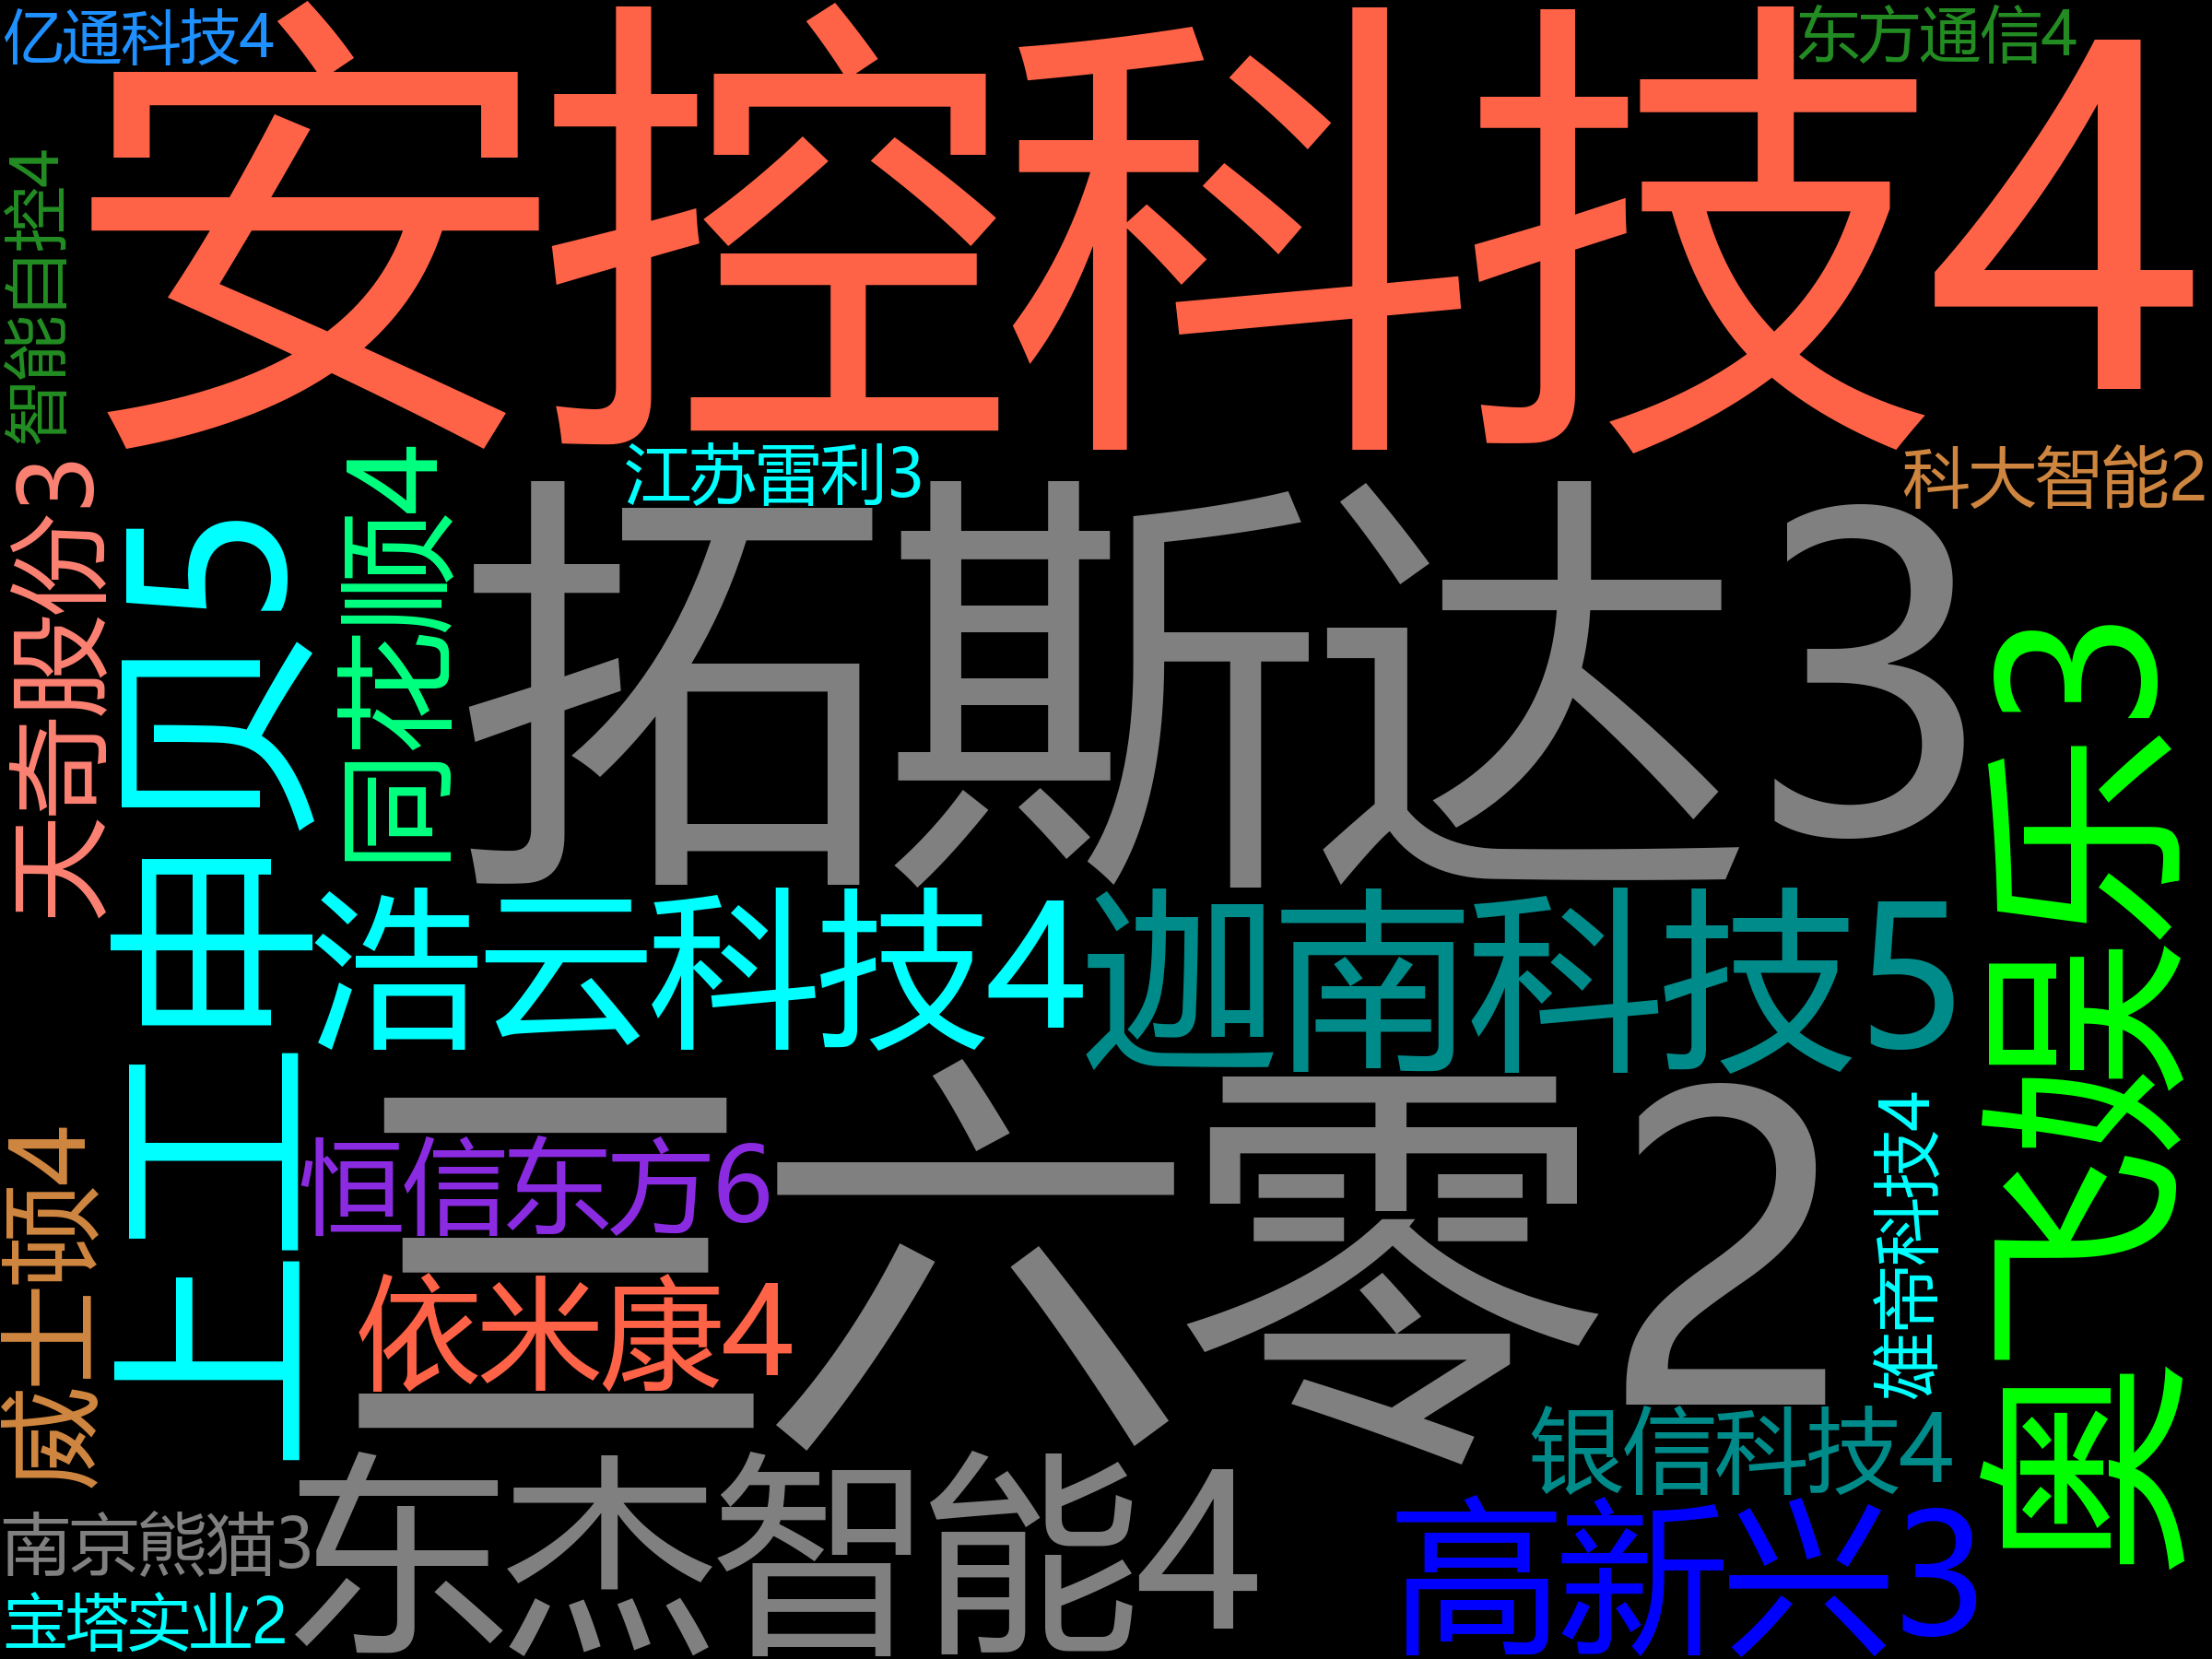 亿通科技4
安控科技4
东方通信4
智能自控4
江苏雷利3
科大智能2
天奇股份3
申昊5
同花顺4
拓斯达3
奥飞娱乐3
浩云科技4
迦南科技5
上工
三六零2
恒信东方6
依米康4
威士顿4
维宏科技4
银信科技4
东杰智能4
高新兴3
南京熊猫3
宝塔实业2